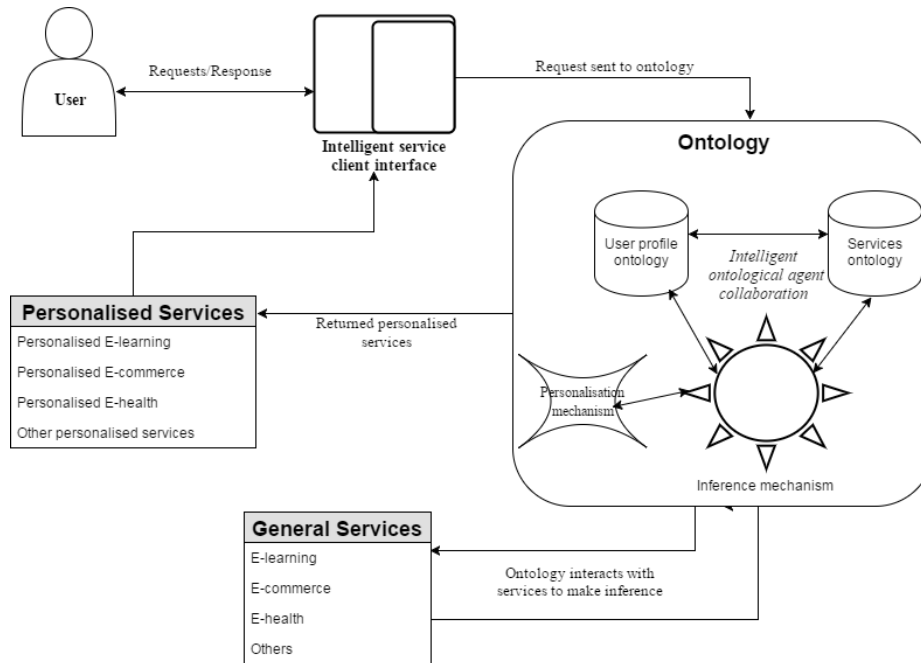 Requests/Response
Request sent to ontology
User
Intelligent service
client interface
Ontology
User profile
ontology
Services
ontology
Intelligent
ontological agent
collaboration
Personalised Services
Personalised E-learning
Personalised E-commerce
Personalised E-health
Other personalised services
Returned personalised
services
Personalisation
mechanism
Inference mechanism
General Services
E-learning
E-commerce
E-health
Others
Ontology interacts with
services to make inference